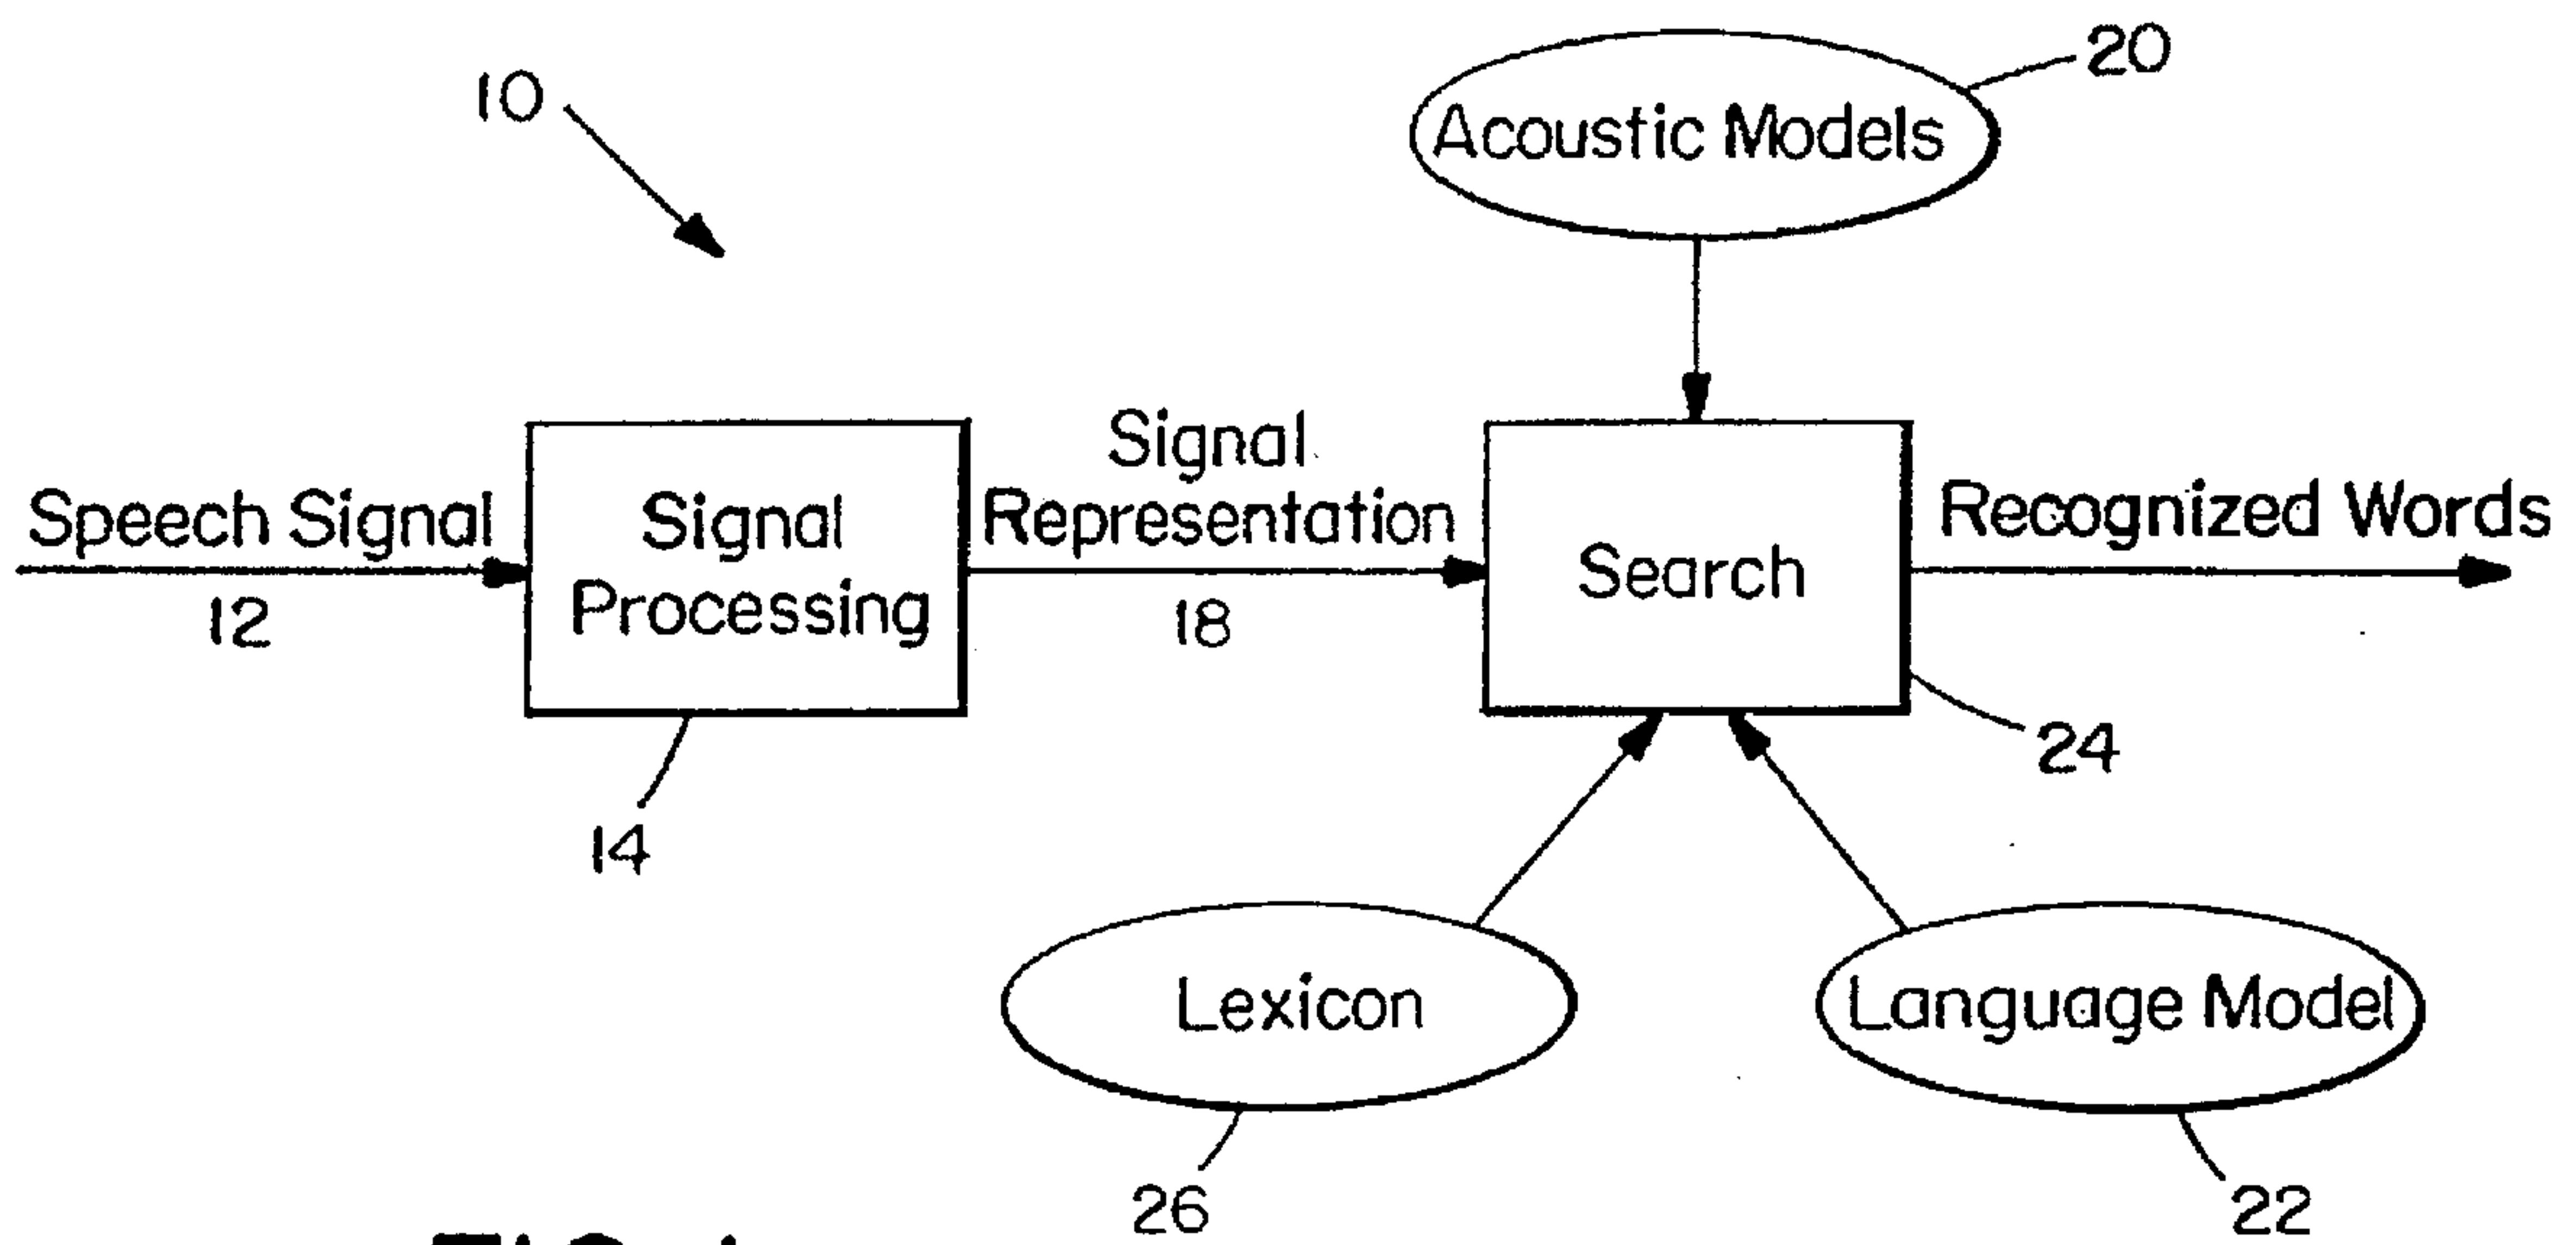 10
20
Acoustic Models
Speech Signal
12
Signal
Processing
14
Signal
Representation
18
Search
24
Recognized Words
Lexicon
26
Language Model
22